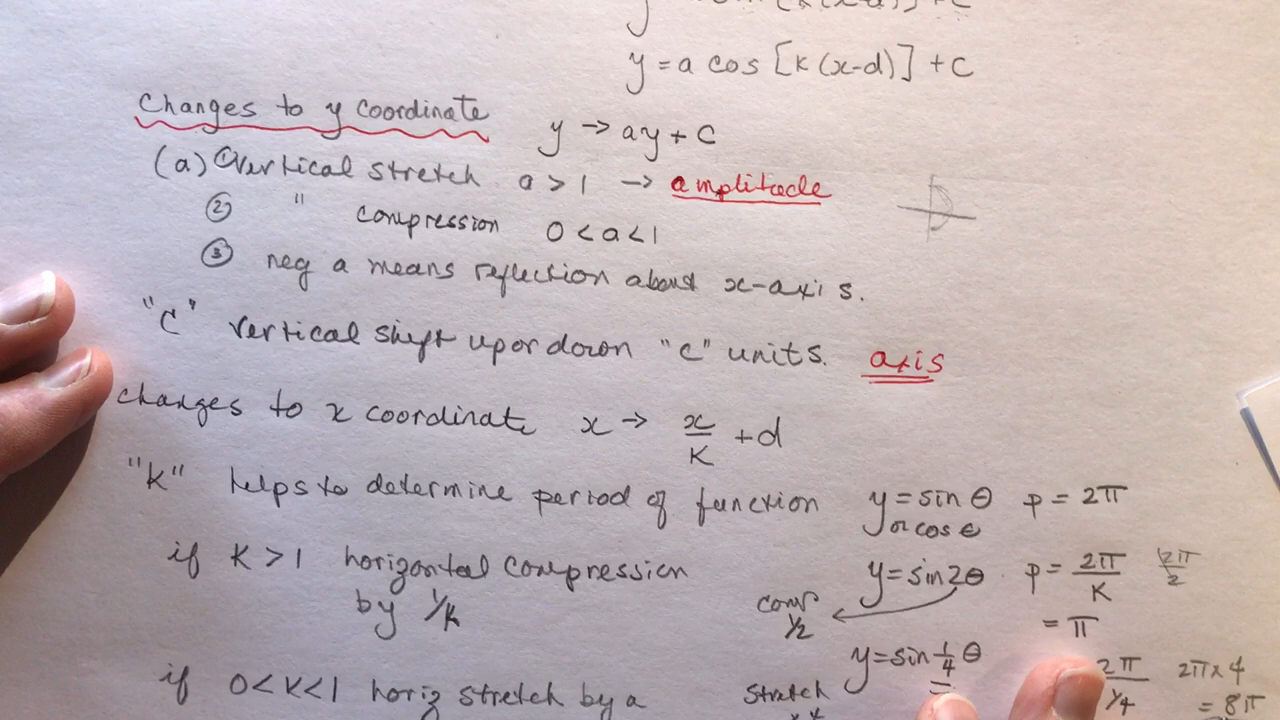 y = a cos [k(x-d)] + c
Changes to y coordinate y → ay + c
(a) ① Vertical stretch a > 1 → amplitude
② " compression 0 < a < 1
③ neg a means reflection about x-axis.
"c" vertical shift up or down "c" units. axis
changes to x coordinate x → x/k + d
"k" helps to determine period of function y = sin θ p = 2π
or cos θ
if k > 1 horizontal compression y = sin2θ p = 2π/k 2π/2
by 1/k comp 1/2 = π
y = sin 1/4 θ 2π/1/4 2π x 4
if 0 < k < 1 horiz stretch by a stretch = 8π